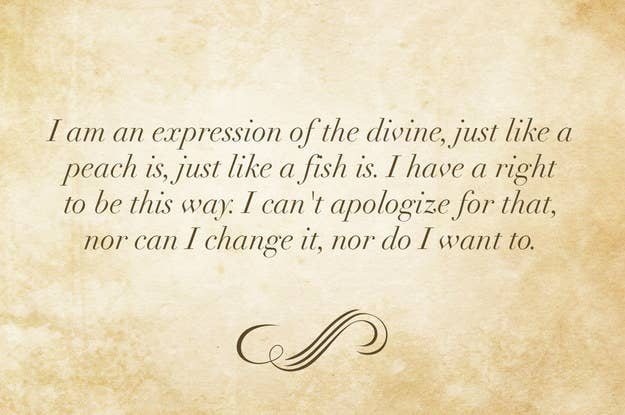 I am an expression of the divine, just like a
peach is, just like a fish is. I have a right
to be this way. I can't apologize for that,
nor can I change it, nor do I want to.